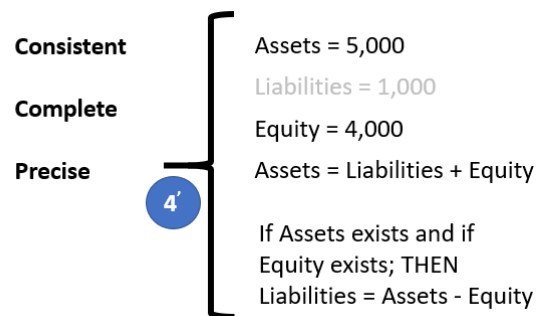 Consistent
Complete
Precise
4'
Assets = 5,000
Liabilities = 1,000
Equity = 4,000
Assets = Liabilities + Equity
If Assets exists and if
Equity exists; THEN
Liabilities = Assets - Equity